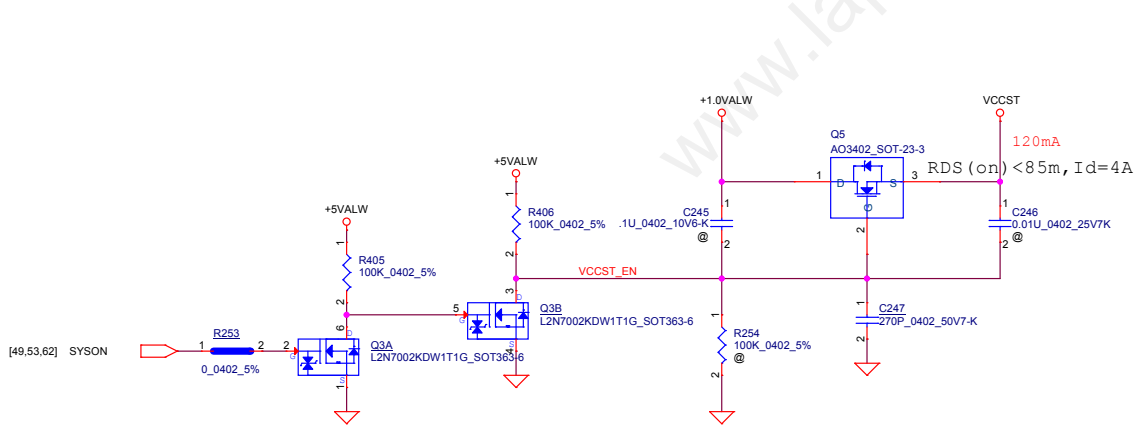 www.la
+1.0VALW
VCCST
Q5
AO3402_SOT-23-3
120mA
RDS(on)<85m,Id=4A
1
D
S
3
G
2
+5VALW
1
R406
100K_0402_5%
2
+5VALW
1
R405
100K_0402_5%
2
1
C245
.1U_0402_10V6-K
@
2
1
C246
0.01U_0402_25V7K
@
2
VCCST_EN
3
D
5
G
Q3B
L2N7002KDW1T1G_SOT363-6
4
S
6
D
[49,53,62] SYSON
1
R253
2
0_0402_5%
2
G
Q3A
L2N7002KDW1T1G_SOT363-6
1
S
1
R254
100K_0402_5%
@
2
1
C247
270P_0402_50V7-K
2